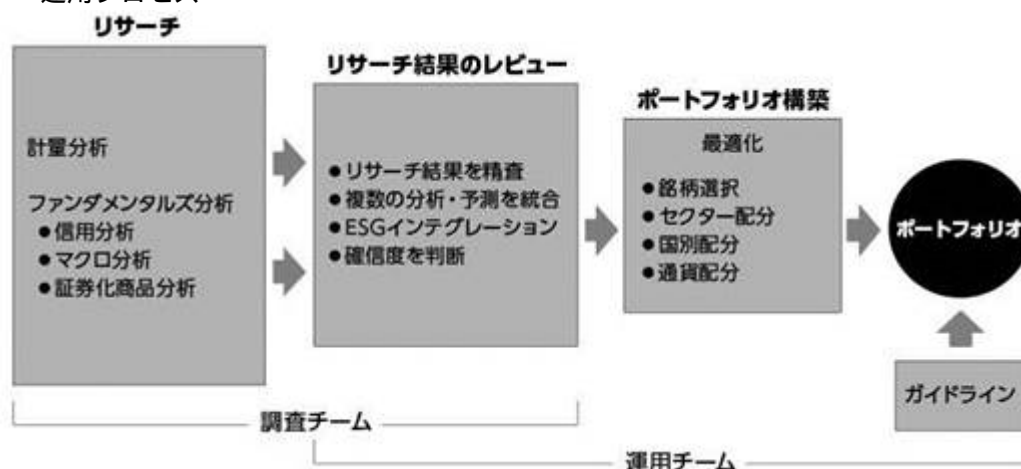 リサーチ
計量分析
ファンダメンタルズ分析
●信用分析
●マクロ分析
●証券化商品分析
リサーチ結果のレビュー
●リサーチ結果を精査
●複数の分析・予測を統合
●ESGインテグレーション
●確信度を判断
ポートフォリオ構築
最適化
●銘柄選択
●セクター配分
●国別配分
●通貨配分
ポートフォリオ
ガイドライン
調査チーム
運用チーム